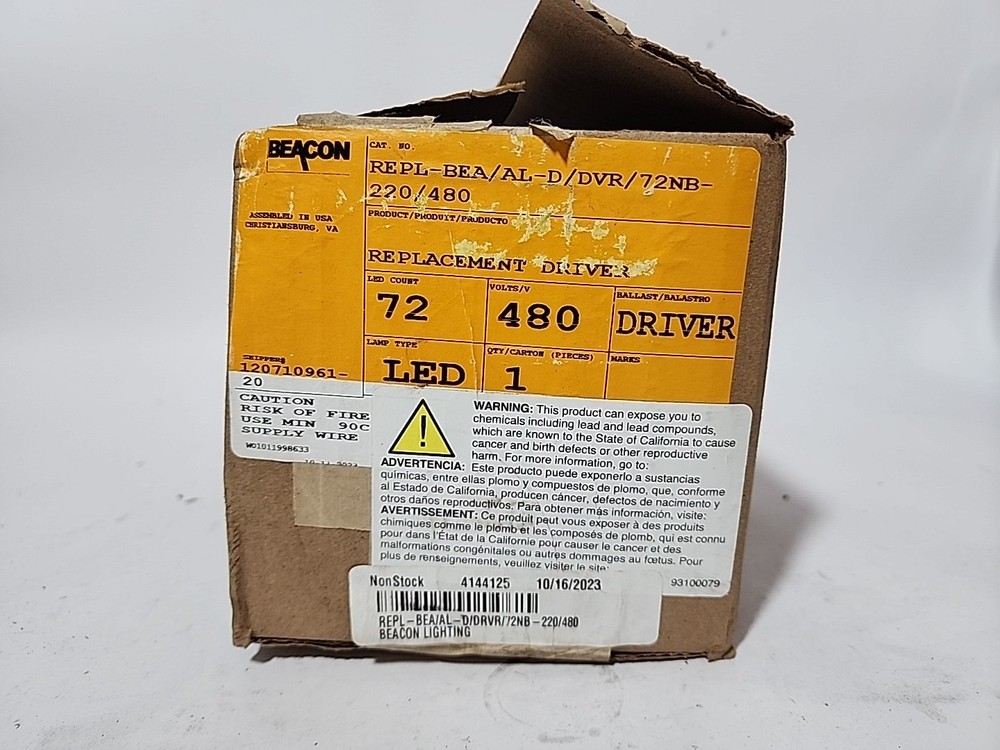 BEACON
ASSEMBLED IN USA
CHRISTIANSBURG, VA
CAT. NO.
REPL-BEA/AL-D/DVR/72NB-
220/480
PRODUCT/PRODUIT/PRODUCTO
REPLACEMENT DRIVER
LED COUNT
72
VOLTS/V
480
BALLAST/BALASTRO
DRIVER
LAMP TYPE
LED
QTY/CARTON (PIECES)
1
MARKS
SHIPPER#
120710961-
20
CAUTION
RISK OF FIRE
USE MIN 90C
SUPPLY WIRE
WO1011998633
WARNING: This product can expose you to
chemicals including lead and lead compounds,
which are known to the State of California to cause
cancer and birth defects or other reproductive
harm. For more information, go to:
ADVERTENCIA: Este producto puede exponerlo a sustancias
químicas, entre ellas plomo y compuestos de plomo, que, conforme
al Estado de California, producen cáncer, defectos de nacimiento y
otros daños reproductivos. Para obtener más información, visite:
AVERTISSEMENT: Ce produit peut vous exposer à des produits
chimiques comme le plomb et les composés de plomb, qui est connu
pour dans l'État de la Californie pour causer le cancer et des
malformations congénitales ou autres dommages au fœtus. Pour
plus de renseignements, veuillez visiter le site:
93100079
NonStock 4144125 10/16/2023
REPL-BEA/AL-D/DRVR/72NB-220/480
BEACON LIGHTING